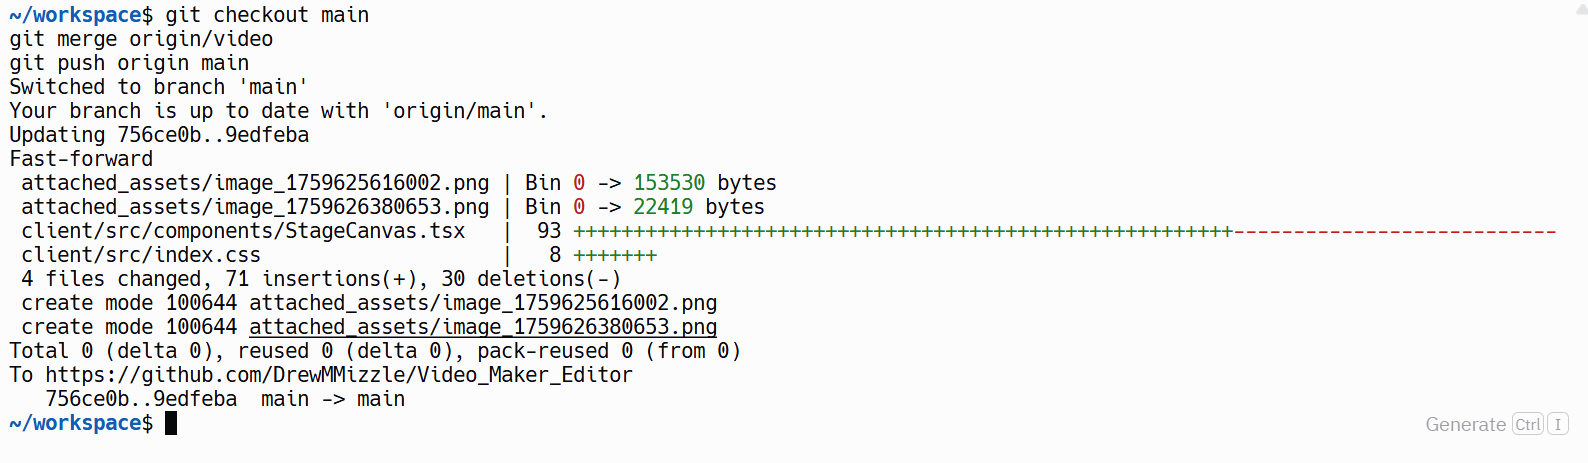 ~/workspace$ git checkout main
git merge origin/video
git push origin main
Switched to branch 'main'
Your branch is up to date with 'origin/main'.
Updating 756ce0b..9edfeba
Fast-forward
 attached_assets/image_1759625616002.png | Bin 0 -> 153530 bytes
 attached_assets/image_1759626380653.png | Bin 0 -> 22419 bytes
 client/src/components/StageCanvas.tsx   |  93 +++++++++++++++++++++++++++++++++++++++++++++++++++++++---------------------------
 client/src/index.css                    |   8 +++++++
 4 files changed, 71 insertions(+), 30 deletions(-)
 create mode 100644 attached_assets/image_1759625616002.png
 create mode 100644 attached_assets/image_1759626380653.png
Total 0 (delta 0), reused 0 (delta 0), pack-reused 0 (from 0)
To https://github.com/DrewMMizzle/Video_Maker_Editor
   756ce0b..9edfeba  main -> main
~/workspace$
Generate Ctrl I